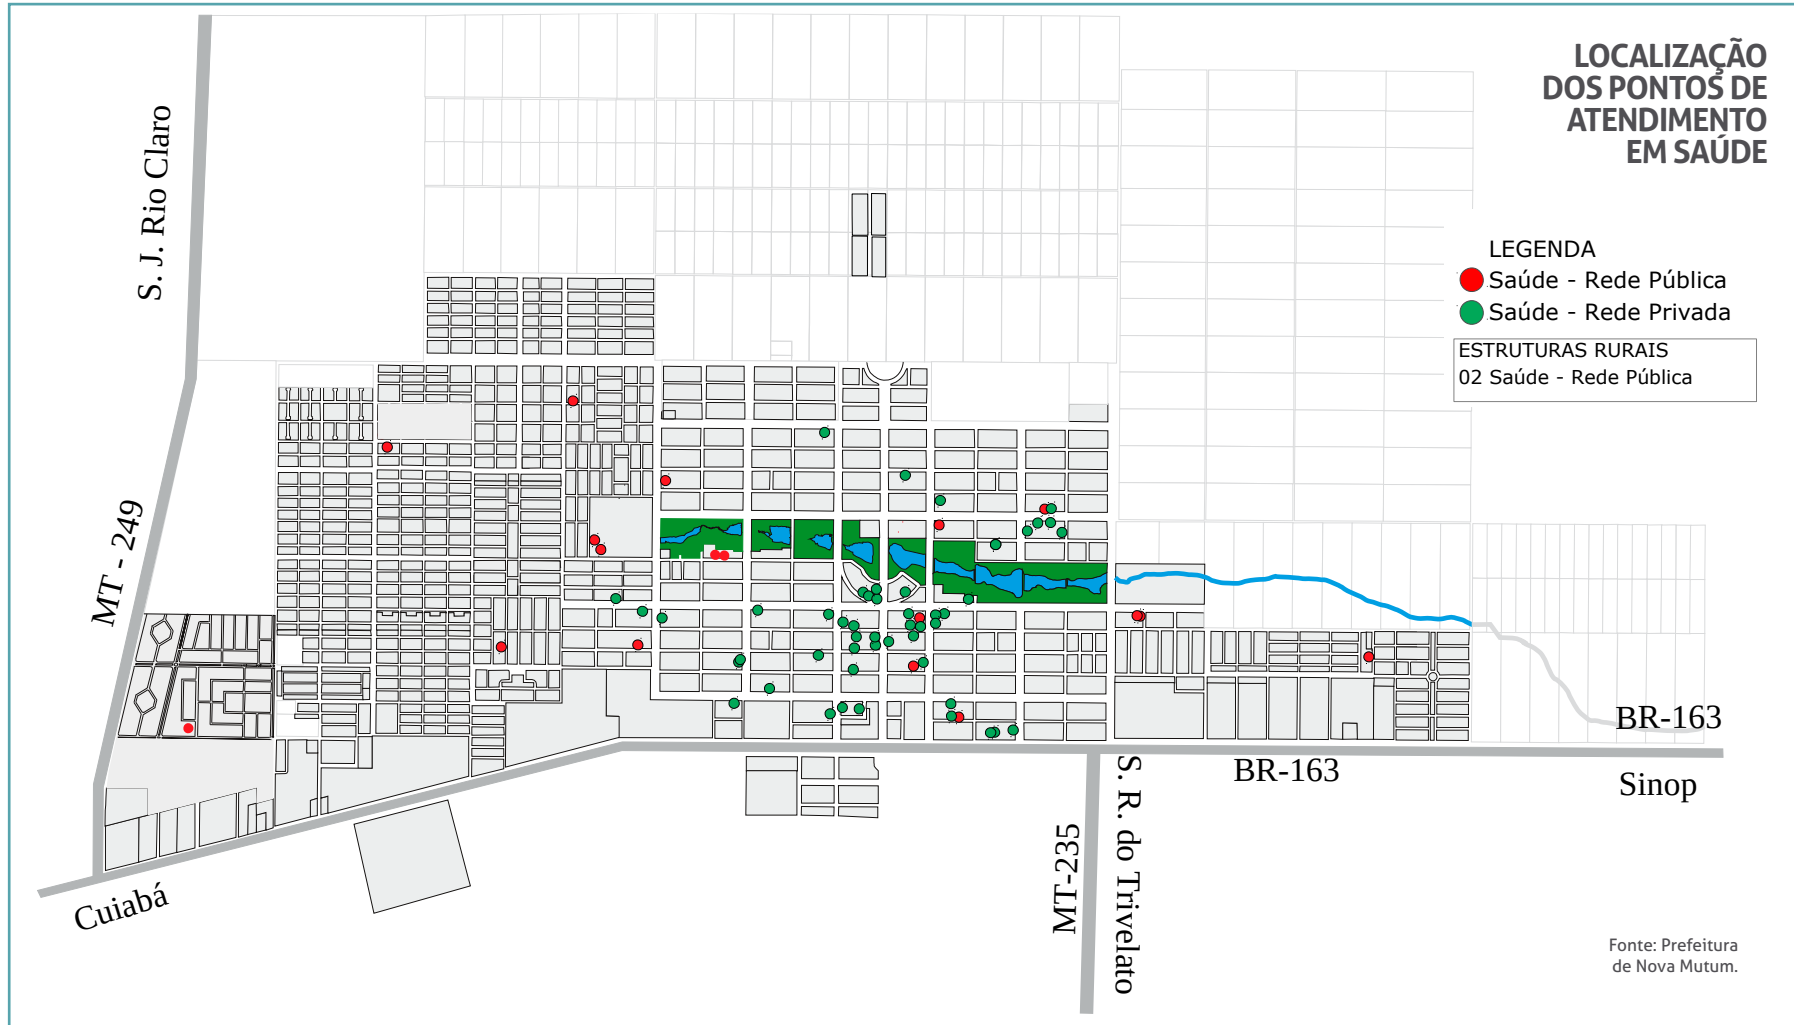 LOCALIZAÇÃO
DOS PONTOS DE
ATENDIMENTO
EM SAÚDE
LEGENDA
Saúde - Rede Pública
Saúde - Rede Privada
ESTRUTURAS RURAIS
02 Saúde - Rede Pública
S. J. Rio Claro
MT - 249
BR-163
BR-163
Sinop
Cuiabá
MT-235
S. R. do Trivelato
Fonte: Prefeitura
de Nova Mutum.